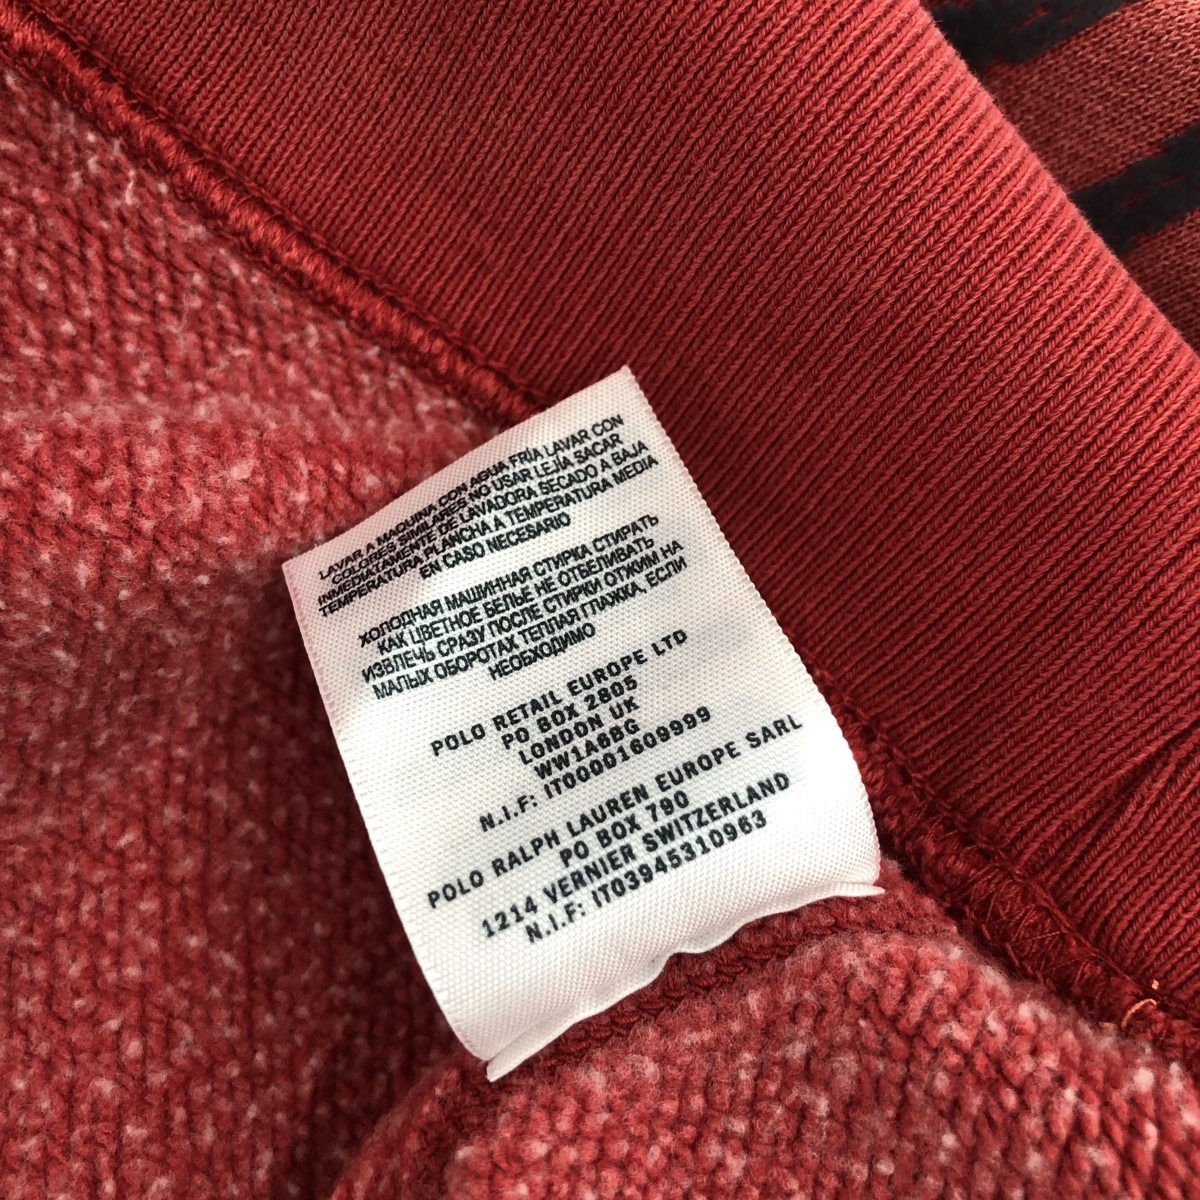 LAVAR A MAQUINA CON AGUA FRÍA LAVAR CON
COLORES SIMILARES NO USAR LEJÍA SACAR
INMEDIATAMENTE DE LAVADORA SECADO A BAJA
TEMPERATURA PLANCHA A TEMPERATURA MEDIA
EN CASO NECESARIO
ХОЛОДНАЯ МАШИННАЯ СТИРКА СТИРАТЬ
КАК ЦВЕТНОЕ БЕЛЬЕ НЕ ОТБЕЛИВАТЬ
ИЗВЛЕЧЬ СРАЗУ ПОСЛЕ СТИРКИ ОТЖИМ НА
МАЛЫХ ОБОРОТАХ ТЕПЛАЯ ГЛАЖКА, ЕСЛИ
НЕОБХОДИМО
POLO RETAIL EUROPE LTD
PO BOX 2805
LONDON UK
WW1A6BG
N.I.F: IT00001609999
POLO RALPH LAUREN EUROPE SARL
PO BOX 790
1214 VERNIER SWITZERLAND
N.I.F: IT03945310963